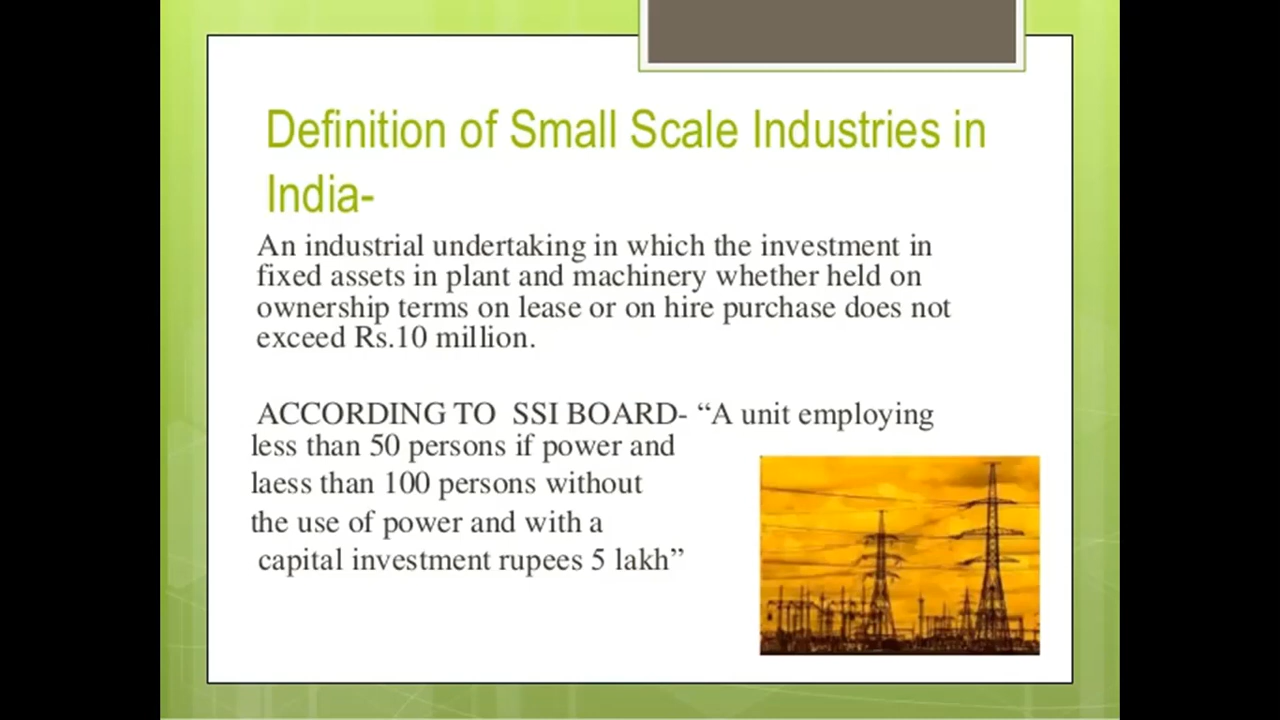 Definition of Small Scale Industries in
India-
An industrial undertaking in which the investment in
fixed assets in plant and machinery whether held on
ownership terms on lease or on hire purchase does not
exceed Rs.10 million.
ACCORDING TO SSI BOARD- “A unit employing
less than 50 persons if power and
laess than 100 persons without
the use of power and with a
capital investment rupees 5 lakh”